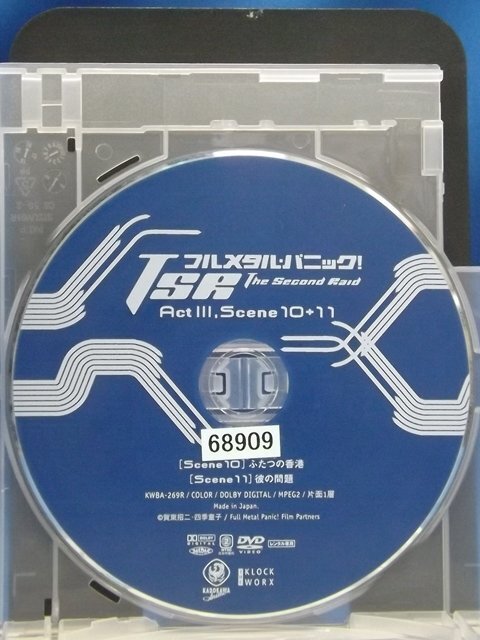 フルメタル・パニック!
TSR The Second Raid
Act III, Scene 10+11
68909
[Scene10] ふたつの香港
[Scene11] 彼の問題
KWBA-269R / COLOR / DOLBY DIGITAL / MPEG2 / 片面1層
Made in Japan.
©賀東招二・四季童子 / Full Metal Panic! Film Partners
DOLBY DIGITAL
2
DVD VIDEO
レンタル専用
KADOKAWA
KLOCK WORX